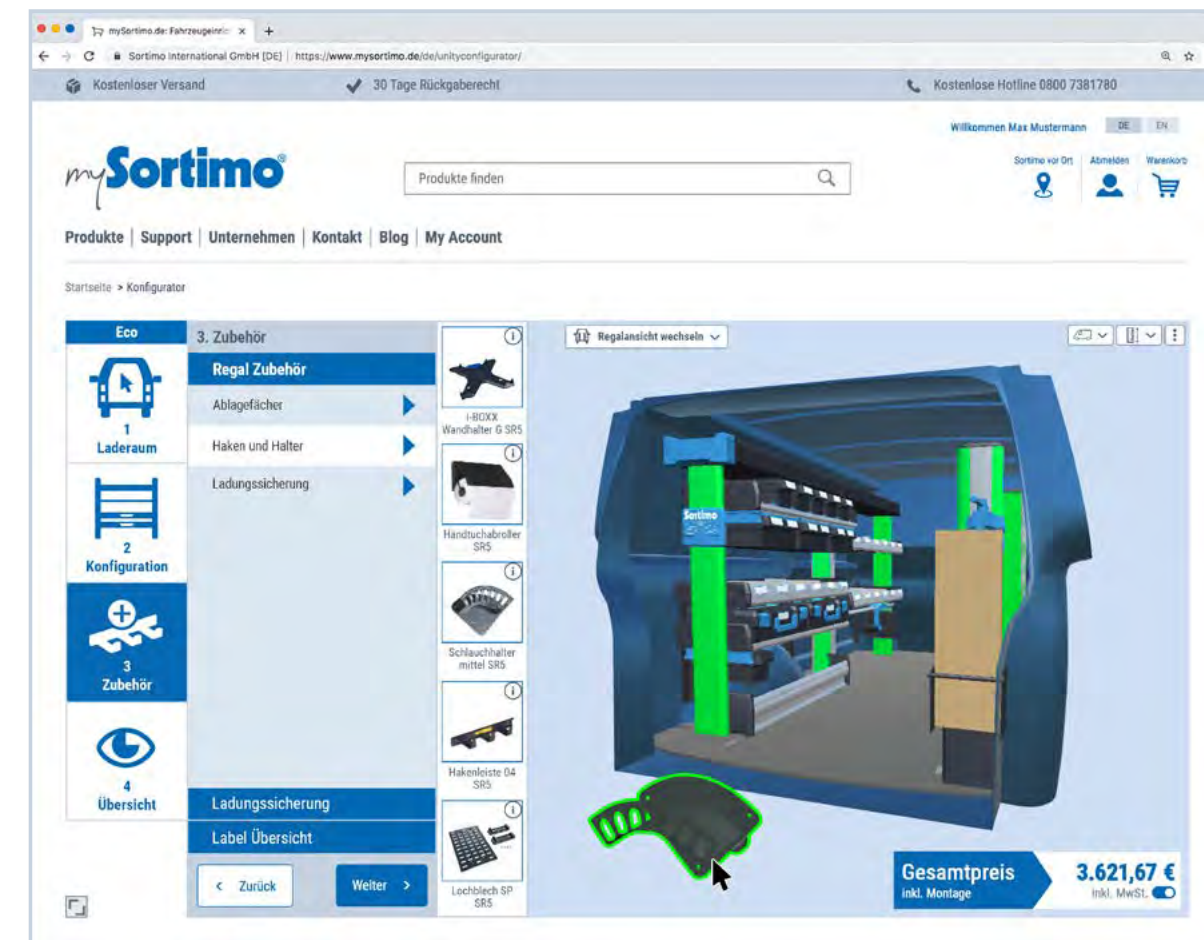 mySortimo.de: Fahrzeugeinric
Sortimo International GmbH [DE] | https://www.mysortimo.de/de/unityconfigurator/
Kostenloser Versand
30 Tage Rückgaberecht
Kostenlose Hotline 0800 7381780
Willkommen Max Mustermann
DE
EN
mySortimo®
Produkte finden
Sortimo vor Ort
Abmelden
Warenkorb
Produkte | Support | Unternehmen | Kontakt | Blog | My Account
Startseite > Konfigurator
Eco
1
Laderaum
2
Konfiguration
3
Zubehör
4
Übersicht
3. Zubehör
Regal Zubehör
Ablagefächer
Haken und Halter
Ladungssicherung
Ladungssicherung
Label Übersicht
< Zurück
Weiter >
i-BOXX
Wandhalter G SR5
Handtuchabroller
SR5
Schlauchhalter
mittel SR5
Hakenleiste 04
SR5
Lochblech SP
SR5
Regalansicht wechseln
Sortimo
Gesamtpreis
inkl. Montage
3.621,67 €
inkl. MwSt.